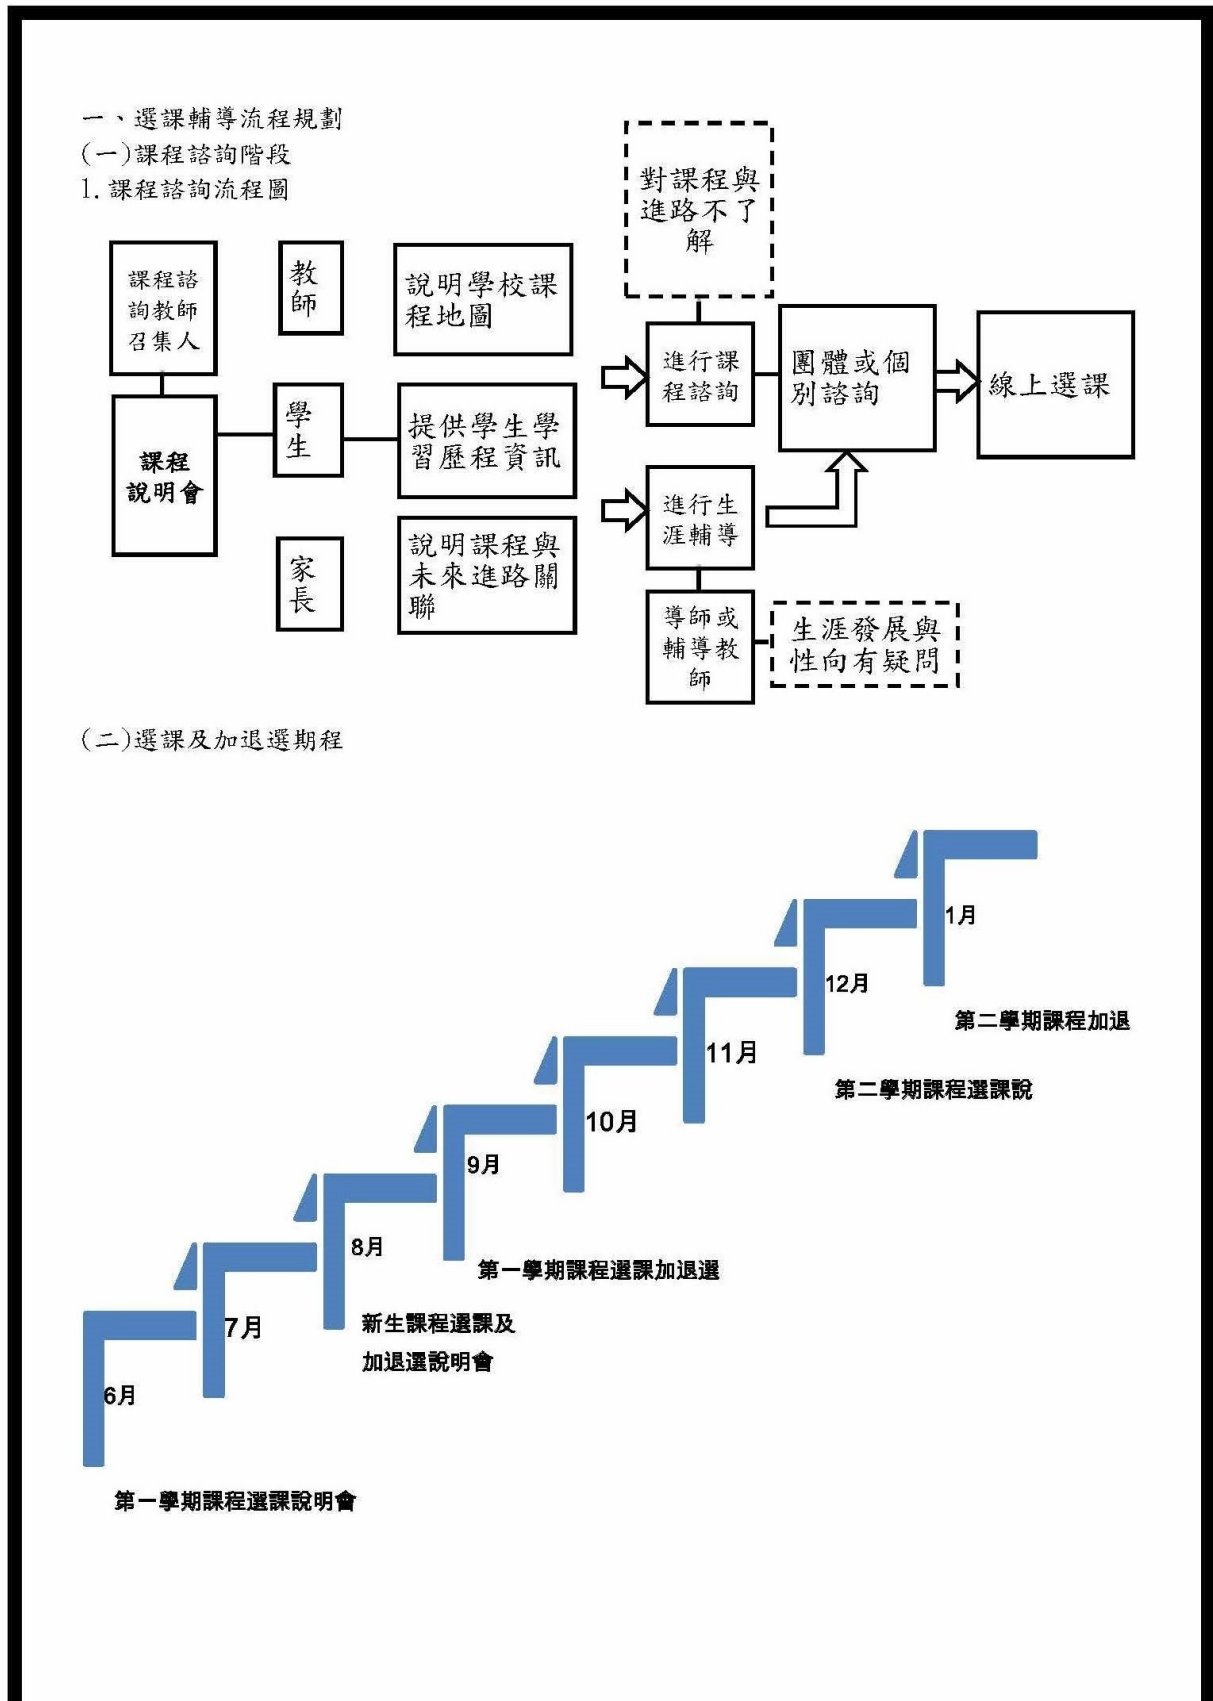 一、選課輔導流程規劃
(一)課程諮詢階段
1.課程諮詢流程圖
對課程與
進路不了
解
課程諮
詢教師
召集人
教
師
說明學校課
程地圖
進行課
程諮詢
團體或個
別諮詢
線上選課
課程
說明會
學
生
提供學生學
習歷程資訊
進行生
涯輔導
家
長
說明課程與
未來進路關
聯
導師或
輔導教
師
生涯發展與
性向有疑問
(二)選課及加退選期程
1月
第二學期課程加退
12月
第二學期課程選課說
11月
10月
9月
第一學期課程選課加退選
8月
新生課程選課及
加退選說明會
7月
6月
第一學期課程選課說明會